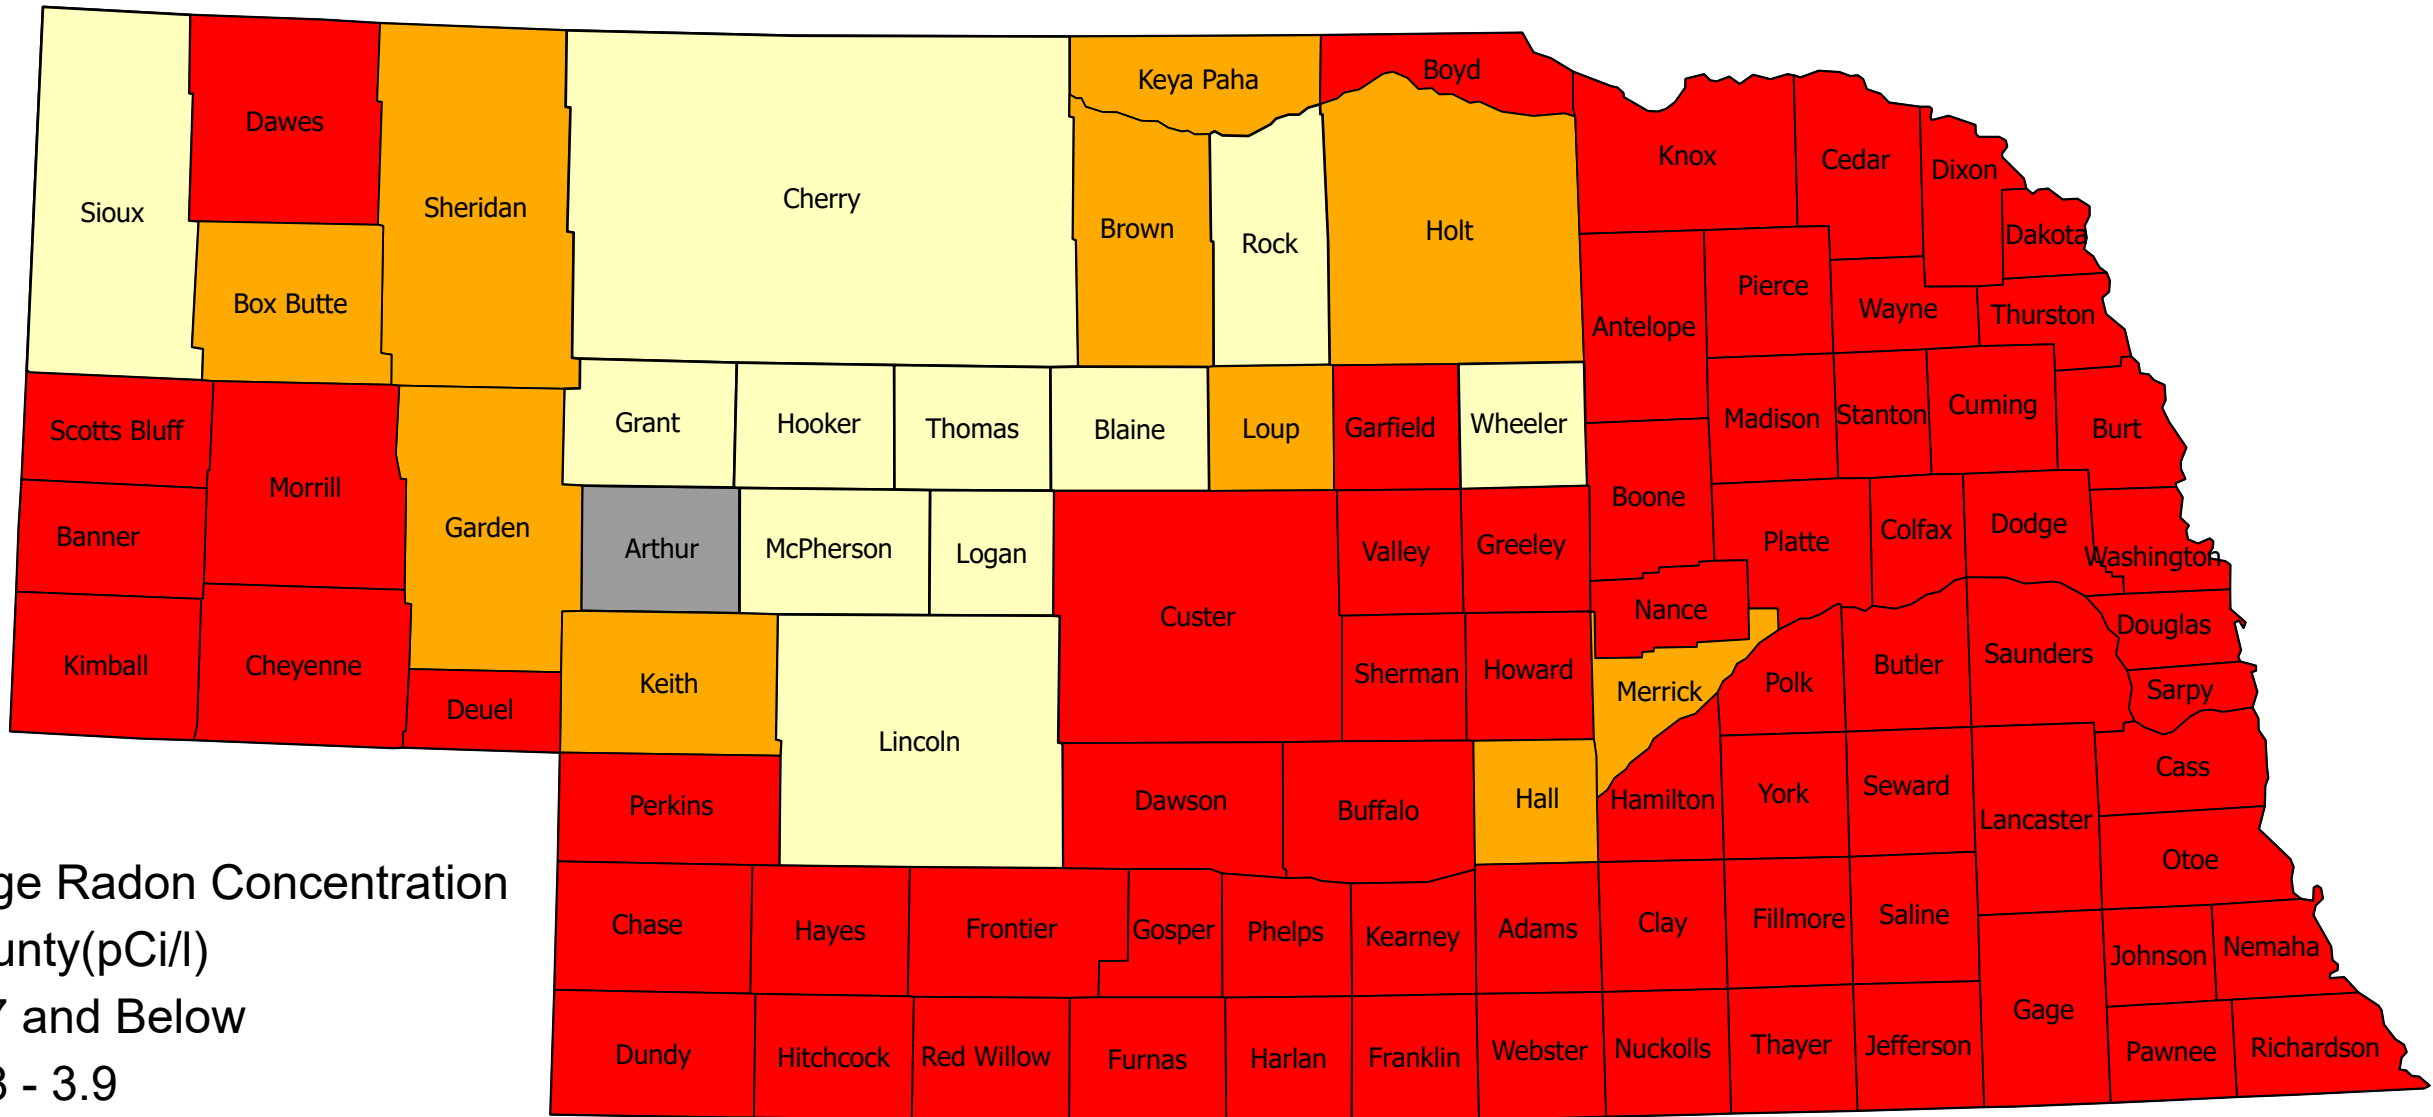 Boyd
Keya Paha
Dawes
Knox
Cedar
Dixon
Cherry
Sheridan
Sioux
Brown
Holt
Dakota
Rock
Pierce
Box Butte
Wayne
Thurston
Antelope
Cuming
Stanton
Madison
Grant
Hooker
Wheeler
Garfield
Thomas
Blaine
Loup
Burt
Scotts Bluff
Morrill
Boone
Dodge
Garden
Colfax
Banner
Platte
Greeley
Arthur
McPherson
Valley
Logan
Washington
Nance
Custer
Douglas
Saunders
Butler
Kimball
Cheyenne
Howard
Sherman
Keith
Polk
Sarpy
Merrick
Deuel
Lincoln
Cass
Seward
York
Hall
Hamilton
Dawson
Perkins
Buffalo
Lancaster
Otoe
ge Radon Concentration
Saline
Fillmore
Clay
Chase
Hayes
Frontier
Gosper
Phelps
Adams
Kearney
unty(pCi/l)
Nemaha
Johnson
Gage
7 and Below
Dundy
Hitchcock
Red Willow
Furnas
Harlan
Franklin
Webster
Nuckolls
Thayer
Jefferson
Pawnee
Richardson
- 3.9